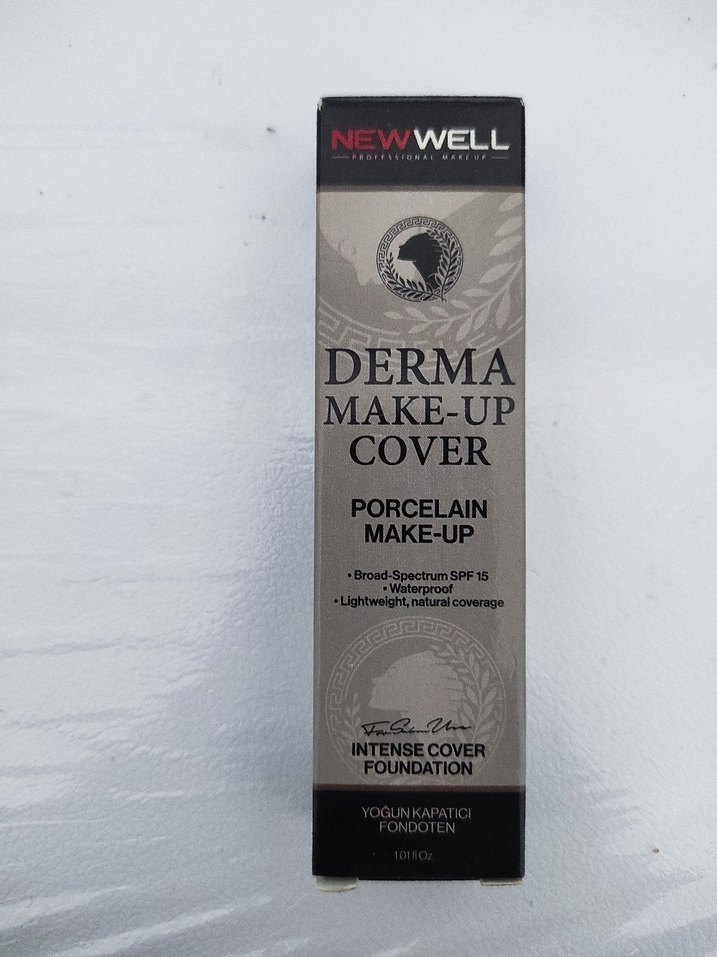 NEWWELL
PROFESSIONAL MAKE UP
DERMA
MAKE-UP
COVER
PORCELAIN
MAKE-UP
• Broad-Spectrum SPF 15
• Waterproof
• Lightweight, natural coverage
INTENSE COVER
FOUNDATION
YOĞUN KAPATICI
FONDOTEN
1.01 fl Oz.